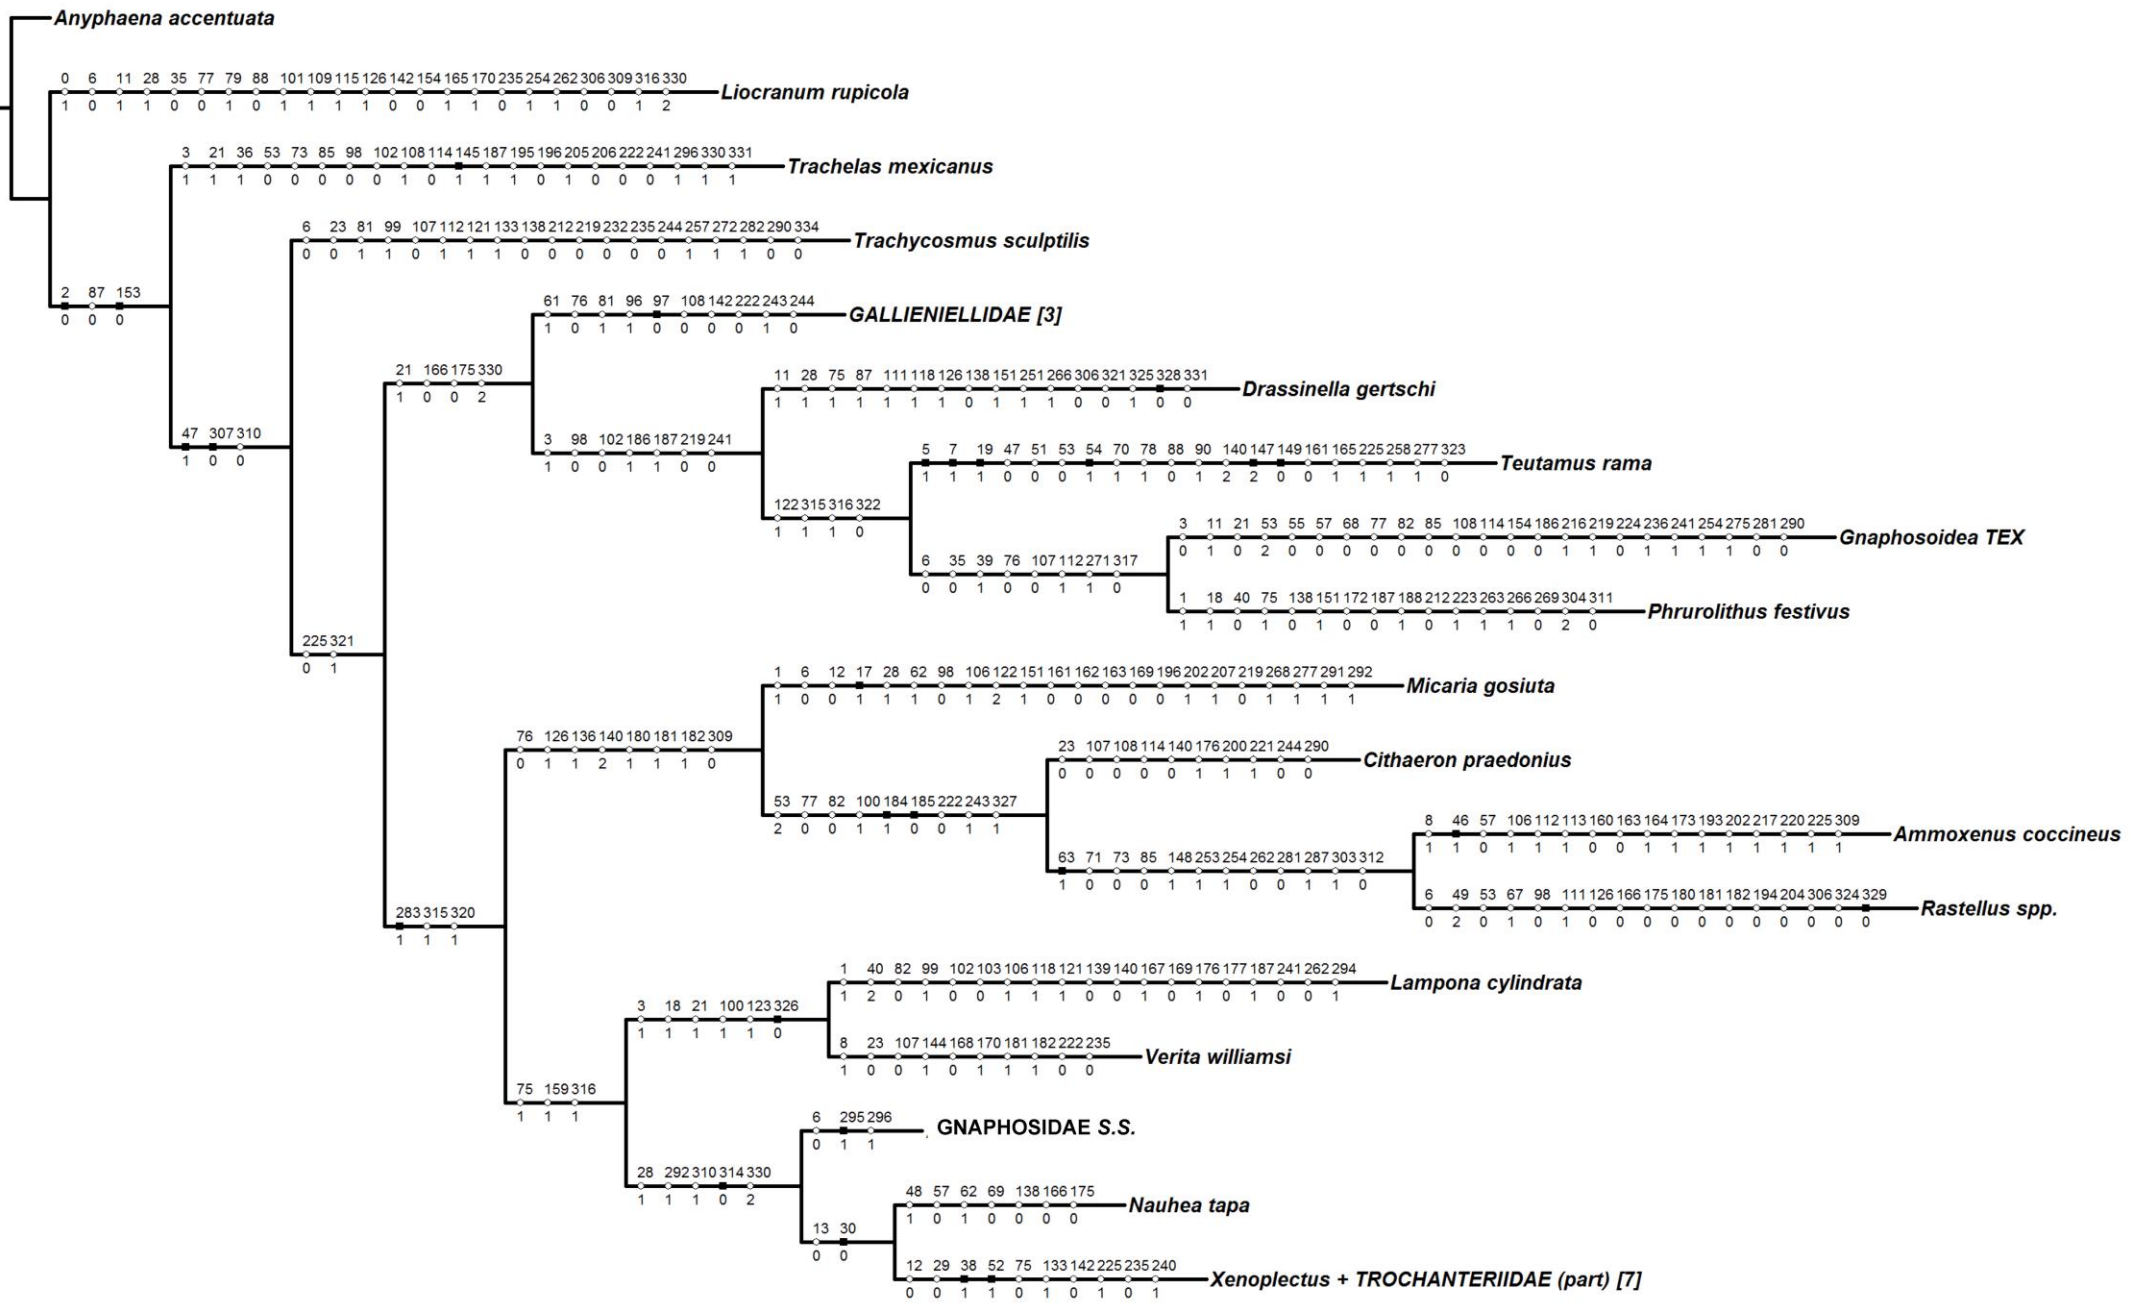 Anyphaena accentuata
0 6 11 28 35 77 79 88 101 109 115 126 142 154 165 170 235 254 262 306 309 316 330
Liocranum rupicola
1 0 1 1 0 0 1 0 1 1 1 1 0 0 1 1 0 1 1 0 0 1 2
3 21 36 53 73 85 98 102 108 114 145 187 195 196 205 206 222 241 296 330 331
Trachelas mexicanus
1 1 1 0 0 0 0 0 1 0 1 1 1 0 1 0 0 0 1 1 1
6 23 81 99 107 112 121 133 138 212 219 232 235 244 257 272 282 290 334
Trachycosmus sculptilis
0 0 1 1 0 1 1 1 0 0 0 0 0 0 1 1 1 0 0
2 87 153
0 0 0
61 76 81 96 97 108 142 222 243 244
GALLIENIELLIDAE [3]
1 0 1 1 0 0 0 0 1 0
21 166 175 330
1 0 0 2
11 28 75 87 111 118 126 138 151 251 266 306 321 325 328 331
Drassinella gertschi
1 1 1 1 1 1 1 0 1 1 1 0 0 1 0 0
47 307 310
1 0 0
3 98 102 186 187 219 241
1 0 0 1 1 0 0
5 7 19 47 51 53 54 70 78 88 90 140 147 149 161 165 225 258 277 323
Teutamus rama
1 1 1 0 0 0 1 1 1 0 1 2 2 0 0 1 1 1 1 0
122 315 316 322
1 1 1 0
3 11 21 53 55 57 68 77 82 85 108 114 154 186 216 219 224 236 241 254 275 281 290
Gnaphosoidea TEX
0 1 0 2 0 0 0 0 0 0 0 0 0 0 1 1 0 1 1 1 1 0 0
6 35 39 76 107 112 271 317
0 0 1 0 0 1 1 0
1 18 40 75 138 151 172 187 188 212 223 263 266 269 304 311
Phrurolithus festivus
1 1 0 1 0 1 0 0 1 0 1 1 1 0 2 0
225 321
0 1
1 6 12 17 28 62 98 106 122 151 161 162 163 169 196 202 207 219 268 277 291 292
Micaria gosiuta
1 0 0 1 1 1 0 1 2 1 0 0 0 0 0 1 1 0 1 1 1 1
76 126 136 140 180 181 182 309
0 1 1 2 1 1 1 0
23 107 108 114 140 176 200 221 244 290
Cithaeron praedonius
0 0 0 0 0 1 1 1 0 0
53 77 82 100 184 185 222 243 327
2 0 0 1 1 0 0 1 1
8 46 57 106 112 113 160 163 164 173 193 202 217 220 225 309
Ammoxenus coccineus
1 1 0 1 1 1 0 0 1 1 1 1 1 1 1 1
63 71 73 85 148 253 254 262 281 287 303 312
1 0 0 0 1 1 1 0 0 1 1 0
6 49 53 67 98 111 126 166 175 180 181 182 194 204 306 324 329
Rastellus spp.
0 2 0 1 0 1 0 0 0 0 0 0 0 0 0 0 0
283 315 320
1 1 1
1 40 82 99 102 103 106 118 121 139 140 167 169 176 177 187 241 262 294
Lampona cylindrata
1 2 0 1 0 0 1 1 1 0 0 1 0 1 0 1 0 0 1
3 18 21 100 123 326
1 1 1 1 1 0
8 23 107 144 168 170 181 182 222 235
Verita williamsi
1 0 0 1 0 1 1 1 0 0
75 159 316
1 1 1
6 295 296
GNAPHOSIDAE S.S.
0 1 1
28 292 310 314 330
1 1 1 0 2
48 57 62 69 138 166 175
Nauhea tapa
1 0 1 0 0 0 0
13 30
0 0
12 29 38 52 75 133 142 225 235 240
Xenoplectus + TROCHANTERIIDAE (part) [7]
0 0 1 1 0 1 0 1 0 1